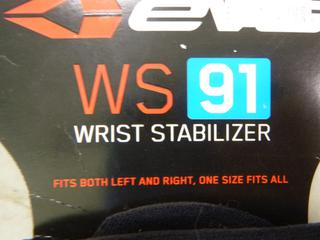 WS 91
WRIST STABILIZER
FITS BOTH LEFT AND RIGHT, ONE SIZE FITS ALL